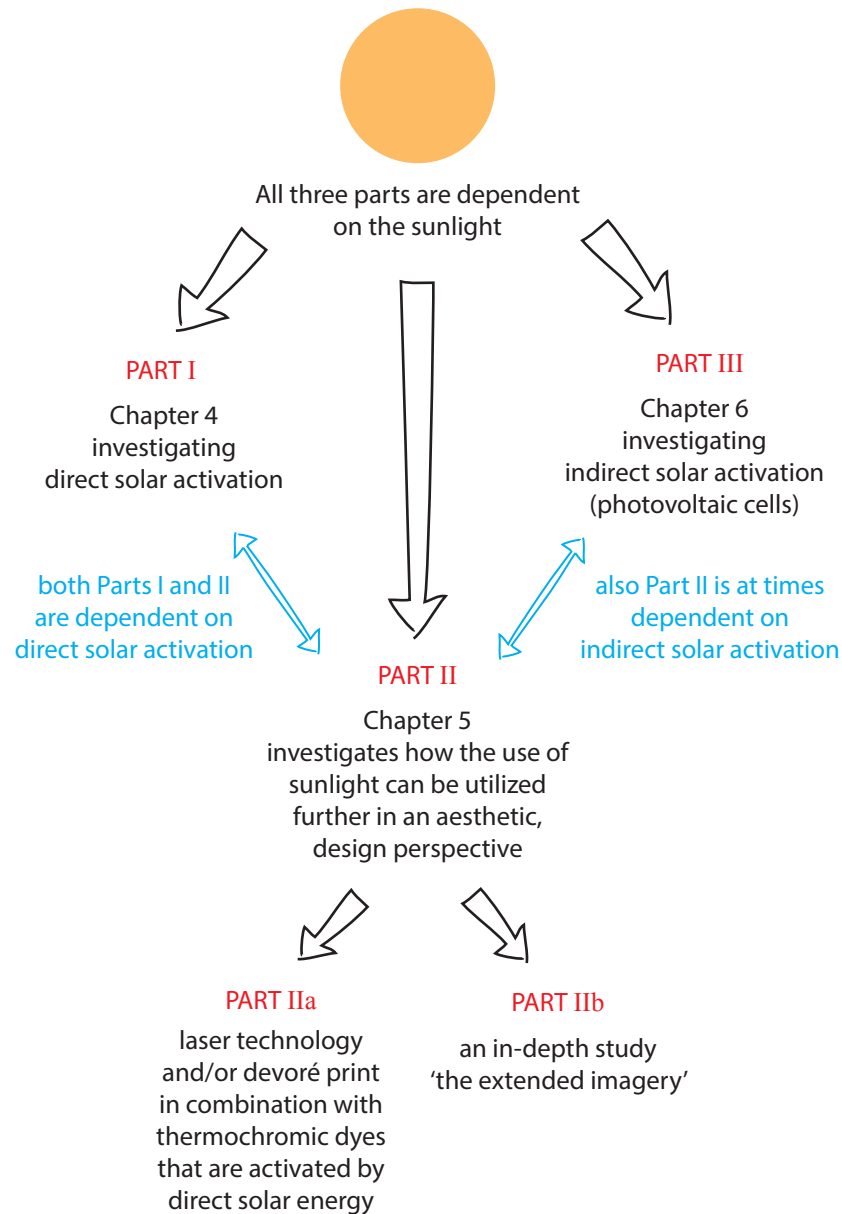 All three parts are dependent
on the sunlight
PART I
Chapter 4
investigating
direct solar activation
PART III
Chapter 6
investigating
indirect solar activation
(photovoltaic cells)
both Parts I and II
are dependent on
direct solar activation
also Part II is at times
dependent on
indirect solar activation
PART II
Chapter 5
investigates how the use of
sunlight can be utilized
further in an aesthetic,
design perspective
PART IIa
laser technology
and/or devoré print
in combination with
thermochromic dyes
that are activated by
direct solar energy
PART IIb
an in-depth study
‘the extended imagery’